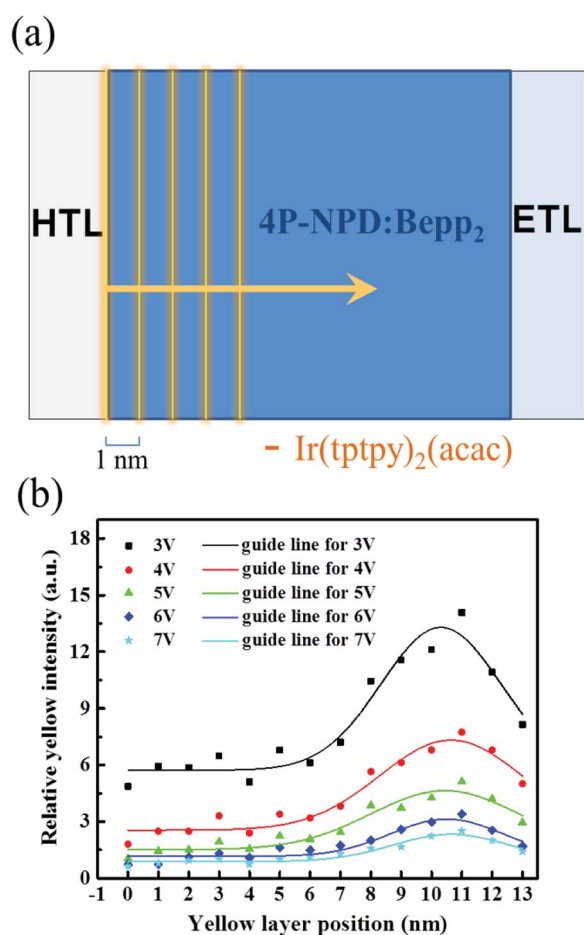 (a)
HTL
4P-NPD:Bepp₂
ETL
1 nm
- Ir(tptpy)₂(acac)
(b)
Relative yellow intensity (a.u.)
18
15
12
9
6
3
0
3V guide line for 3V
4V guide line for 4V
5V guide line for 5V
6V guide line for 6V
7V guide line for 7V
-1 0 1 2 3 4 5 6 7 8 9 10 11 12 13
Yellow layer position (nm)